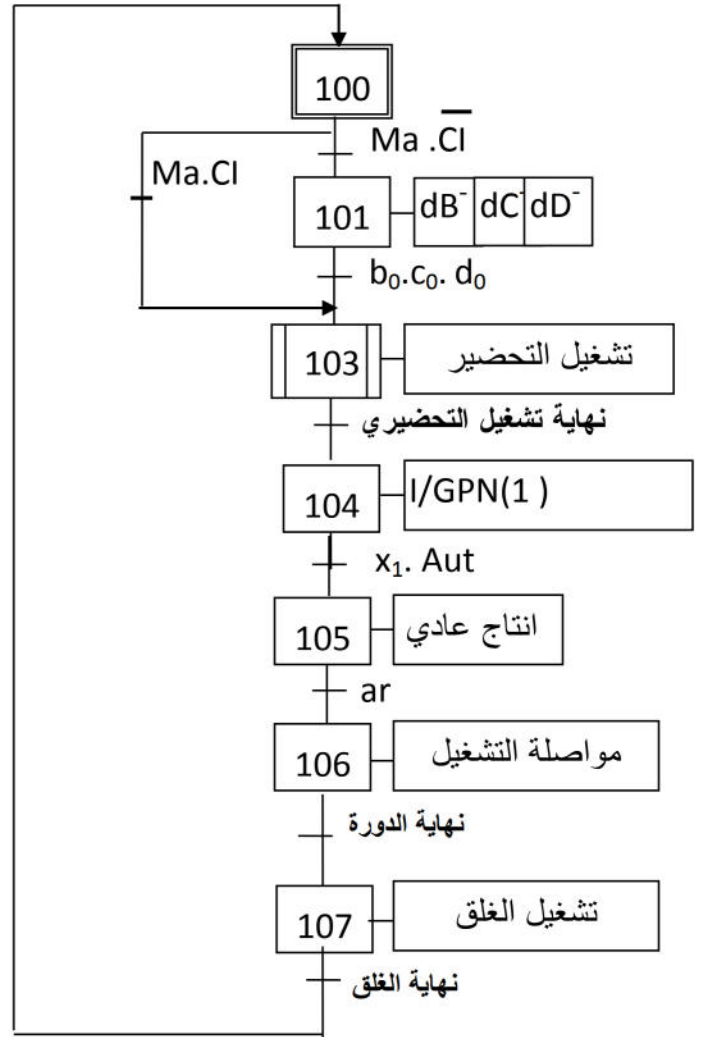 100
Ma .C̅I̅
Ma.CI
101 dB⁻ dC⁻ dD⁻
b₀.c₀. d₀
103 تشغيل التحضير
نهاية تشغيل التحضيري
104 I/GPN(1 )
x₁. Aut
105 انتاج عادي
ar
106 مواصلة التشغيل
نهاية الدورة
107 تشغيل الغلق
نهاية الغلق